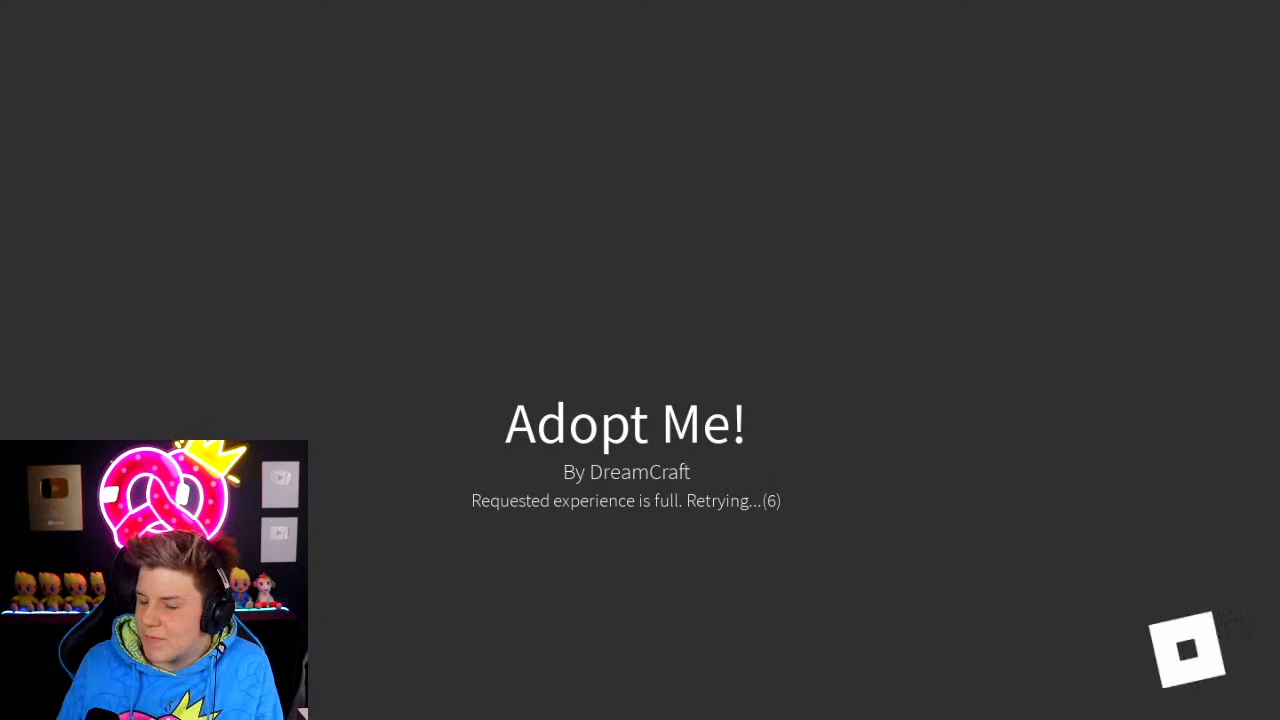 Adopt Me!
By DreamCraft
Requested experience is full. Retrying...(6)